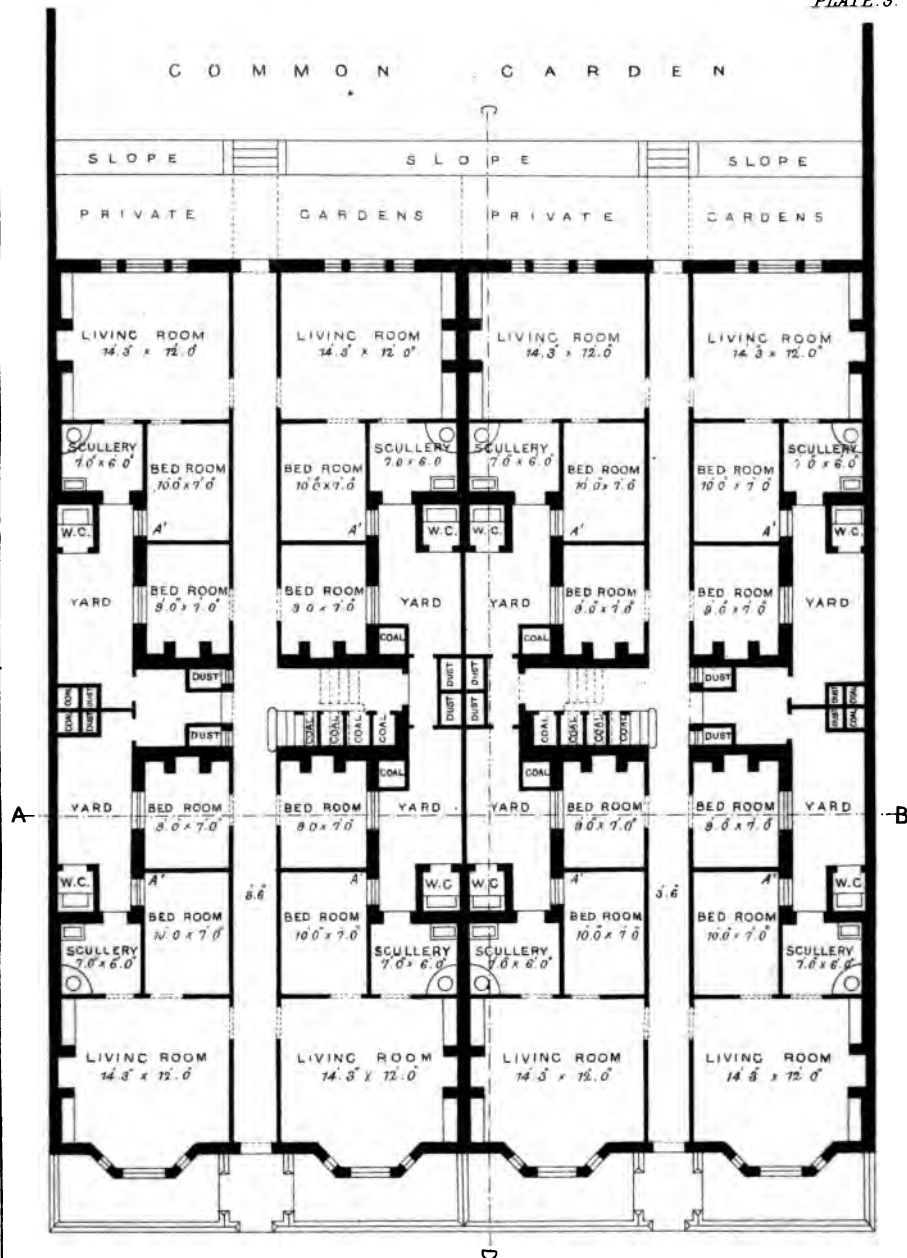 PLATE.3.
COMMON GARDEN
SLOPE SLOPE SLOPE
PRIVATE GARDENS PRIVATE GARDENS
LIVING ROOM LIVING ROOM LIVING ROOM LIVING ROOM
14.3" x 12.0" 14.3" x 12.0" 14.3" x 12.0" 14.3 x 12.0"
SCULLERY SCULLERY SCULLERY SCULLERY
7.0" x 6.0" 7.0 x 6.0 7.0 x 6.0" 7.0 x 6.0"
BED ROOM BED ROOM BED ROOM BED ROOM
10.0 x 7.0" 10.0 x 7.0 10.0 x 7.0" 10.0 x 7.0"
W.C. A' A' W.C. W.C. A' A' W.C.
YARD BED ROOM BED ROOM YARD YARD BED ROOM BED ROOM YARD
9.0" x 7.0" 9.0 x 7.0 9.0" x 7.0" 9.0 x 7.0
COAL COAL
COAL DUST DUST DUST DUST DUST DUST COAL
COAL DUST DUST DUST DUST DUST DUST COAL
COAL COAL COAL COAL COAL COAL COAL COAL
COAL COAL
A YARD BED ROOM BED ROOM YARD YARD BED ROOM BED ROOM YARD B
9.0 x 7.0" 9.0 x 7.0 9.0" x 7.0" 9.0 x 7.0"
W.C. A' A' W.C W.C A' A' W.C.
BED ROOM BED ROOM BED ROOM BED ROOM
10.0 x 7.0" 10.0" x 7.0" 10.0" x 7.0 10.0 x 7.0"
SCULLERY SCULLERY SCULLERY SCULLERY
7.0" x 6.0" 7.0 x 6.0" 7.0 x 6.0" 7.0 x 6.0"
LIVING ROOM LIVING ROOM LIVING ROOM LIVING ROOM
14.3" x 12.0" 14.3" x 12.0" 14.3" x 12.0" 14.3 x 12.0"